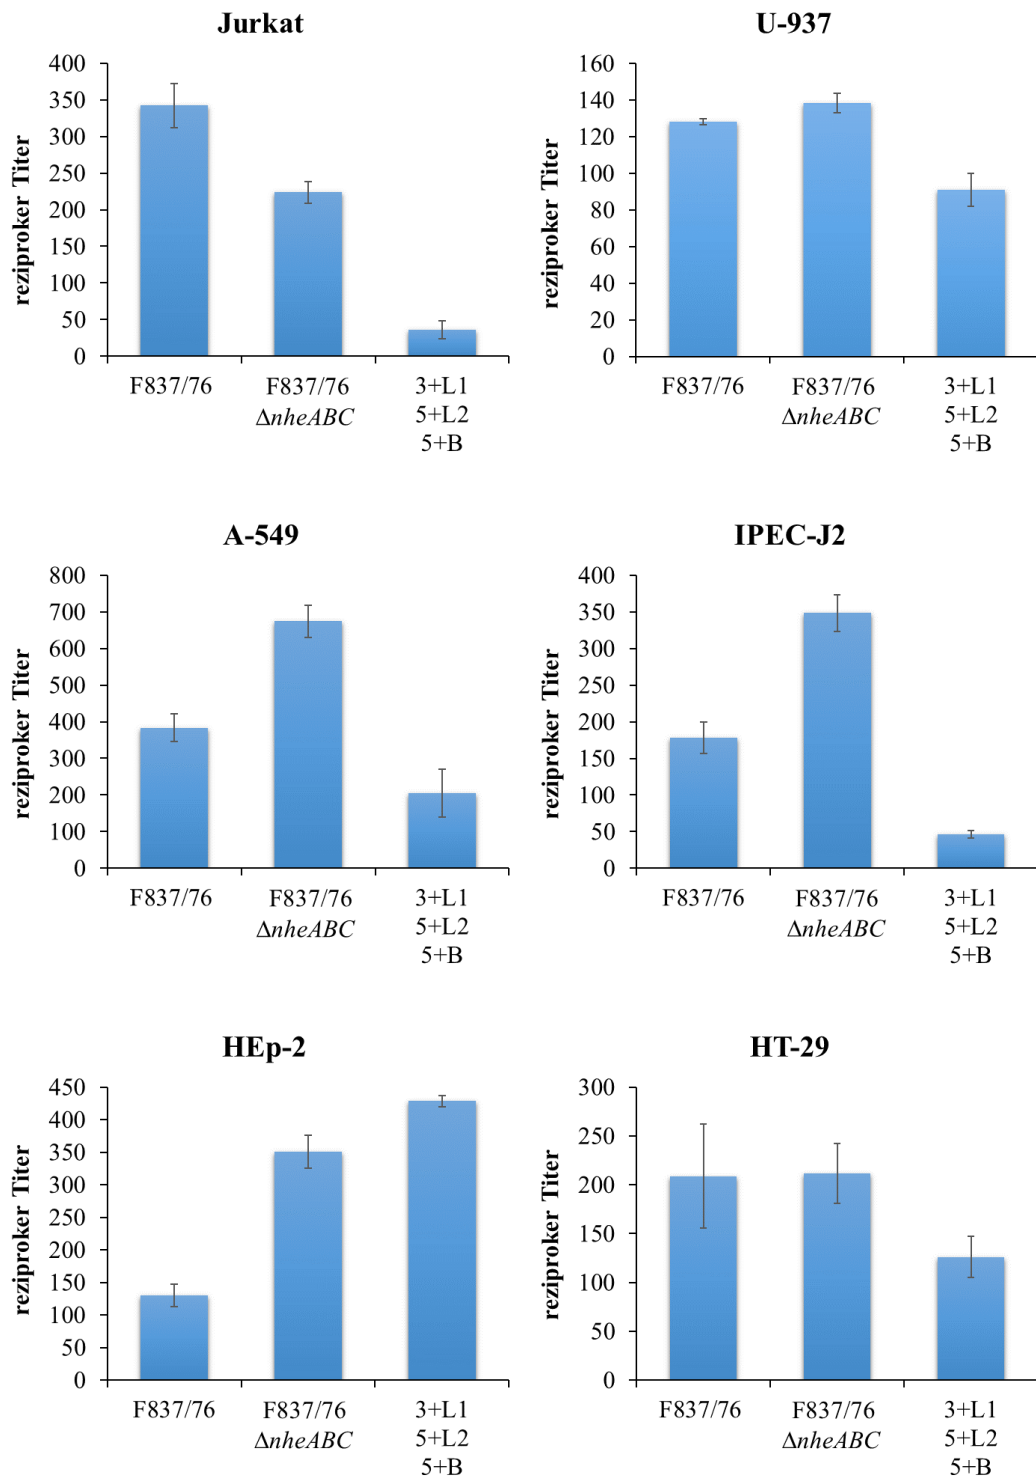 Jurkat
reziproker Titer
400
350
300
250
200
150
100
50
0
F837/76
F837/76
ΔnheABC
3+L1
5+L2
5+B
U-937
reziproker Titer
160
140
120
100
80
60
40
20
0
F837/76
F837/76
ΔnheABC
3+L1
5+L2
5+B
A-549
reziproker Titer
800
700
600
500
400
300
200
100
0
F837/76
F837/76
ΔnheABC
3+L1
5+L2
5+B
IPEC-J2
reziproker Titer
400
350
300
250
200
150
100
50
0
F837/76
F837/76
ΔnheABC
3+L1
5+L2
5+B
HEp-2
reziproker Titer
450
400
350
300
250
200
150
100
50
0
F837/76
F837/76
ΔnheABC
3+L1
5+L2
5+B
HT-29
reziproker Titer
300
250
200
150
100
50
0
F837/76
F837/76
ΔnheABC
3+L1
5+L2
5+B